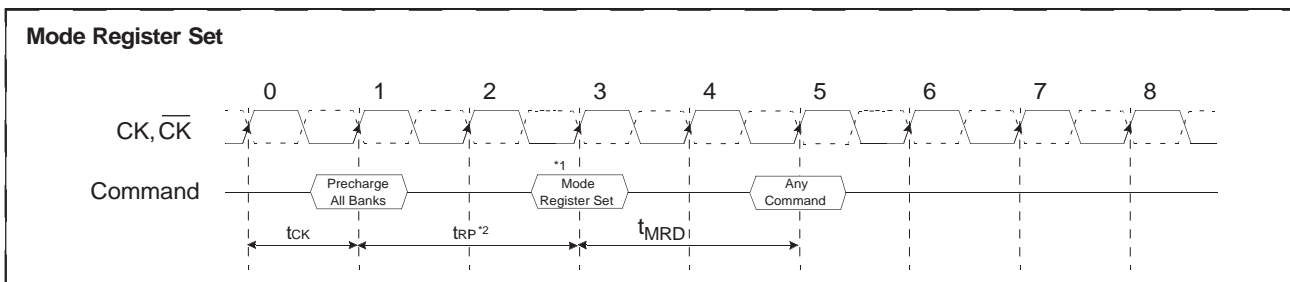 Mode Register Set
0 1 2 3 4 5 6 7 8
CK, C̅K̅
*1
Command
Precharge
All Banks
Mode
Register Set
Any
Command
tCK
tRP*2
tMRD